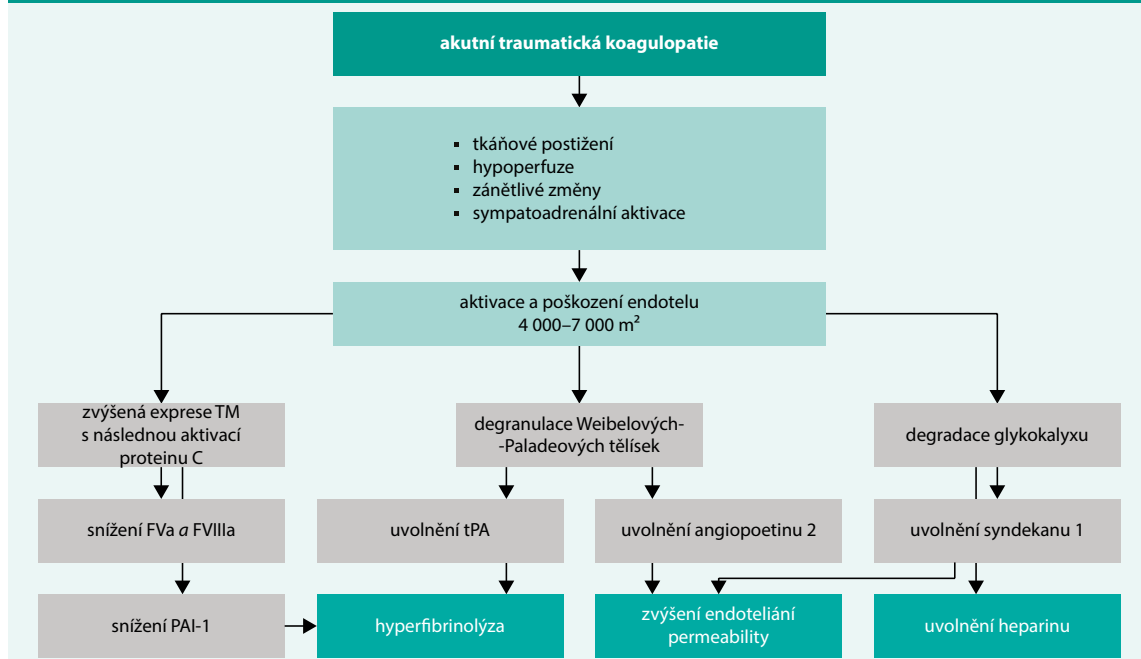 akutní traumatická koagulopatie
▪ tkáňové postižení
▪ hypoperfuze
▪ zánětlivé změny
▪ sympatoadrenální aktivace
aktivace a poškození endotelu
4 000–7 000 m²
zvýšená exprese TM
s následnou aktivací
proteinu C
degranulace Weibelových-
-Paladeových tělísek
degradace glykokalyxu
snížení FVa a FVIIIa
uvolnění tPA
uvolnění angiopoetinu 2
uvolnění syndekanu 1
snížení PAI-1
hyperfibrinolýza
zvýšení endoteliání
permeability
uvolnění heparinu